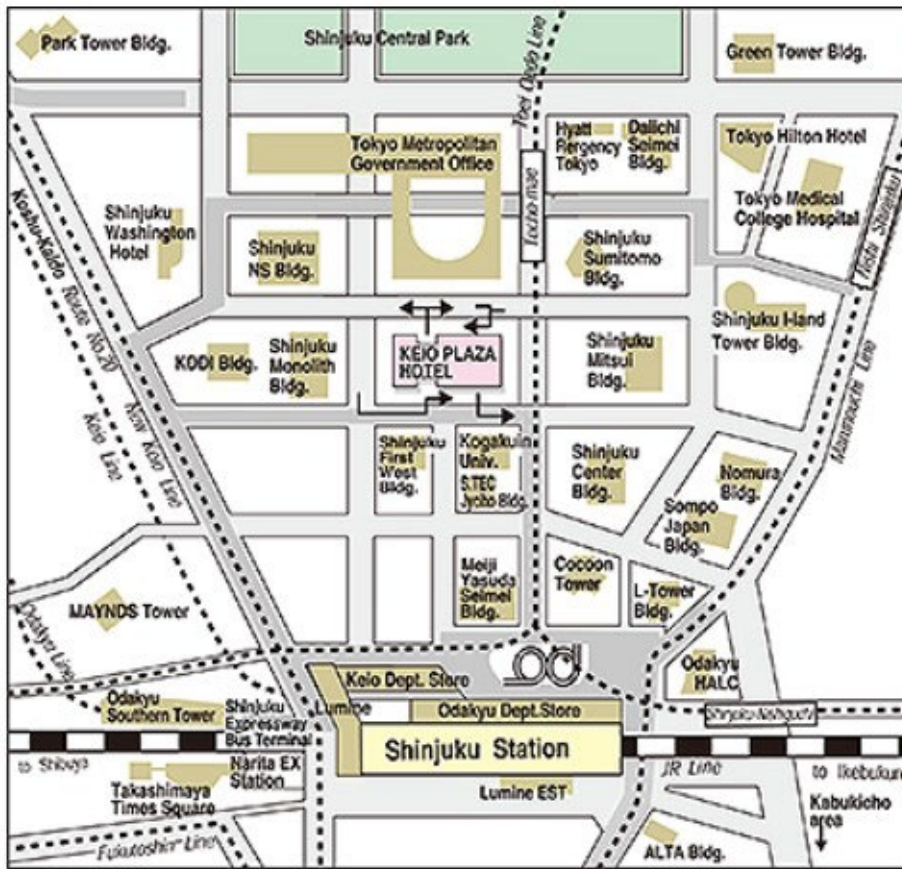 Park Tower Bldg.
Shinjuku Central Park
Green Tower Bldg.
Toei Oedo Line
Tokyo Metropolitan
Government Office
Hyatt
Rergency
Tokyo
Daiichi
Seimei
Bldg.
Tokyo Hilton Hotel
Tokyo Medical
College Hospital
Tocho-mae
Nishi Shinjuku
Koshu-Kaido Route No.20
Shinjuku
Washington
Hotel
Shinjuku
NS Bldg.
Shinjuku
Sumitomo
Bldg.
Shinjuku I-land
Tower Bldg.
KDDI Bldg.
Shinjuku
Monolith
Bldg.
KEIO PLAZA
HOTEL
Shinjuku
Mitsui
Bldg.
Marunouchi Line
New Keio Line
Keio Line
Shinjuku
First
West
Bldg.
Kogakuin
Univ.
S.TEC
Jyoho Bldg.
Shinjuku
Center
Bldg.
Nomura
Bldg.
Sompo
Japan
Bldg.
MAYNDS Tower
Meiji
Yasuda
Seimei
Bldg.
Cocoon
Tower
L-Tower
Bldg.
Odakyu Line
Odakyu
HALC
Keio Dept. Store
Lumine
Odakyu Dept.Store
Shinjuku-Nishiguchi
Odakyu
Southern Tower
Shinjuku
Expressway
Bus Terminal
Shinjuku Station
to Shibuya
Narita EX
Station
JR Line
to Ikebukuro
Takashimaya
Times Square
Lumine EST
Kabukicho
area
Fukutoshin Line
ALTA Bldg.